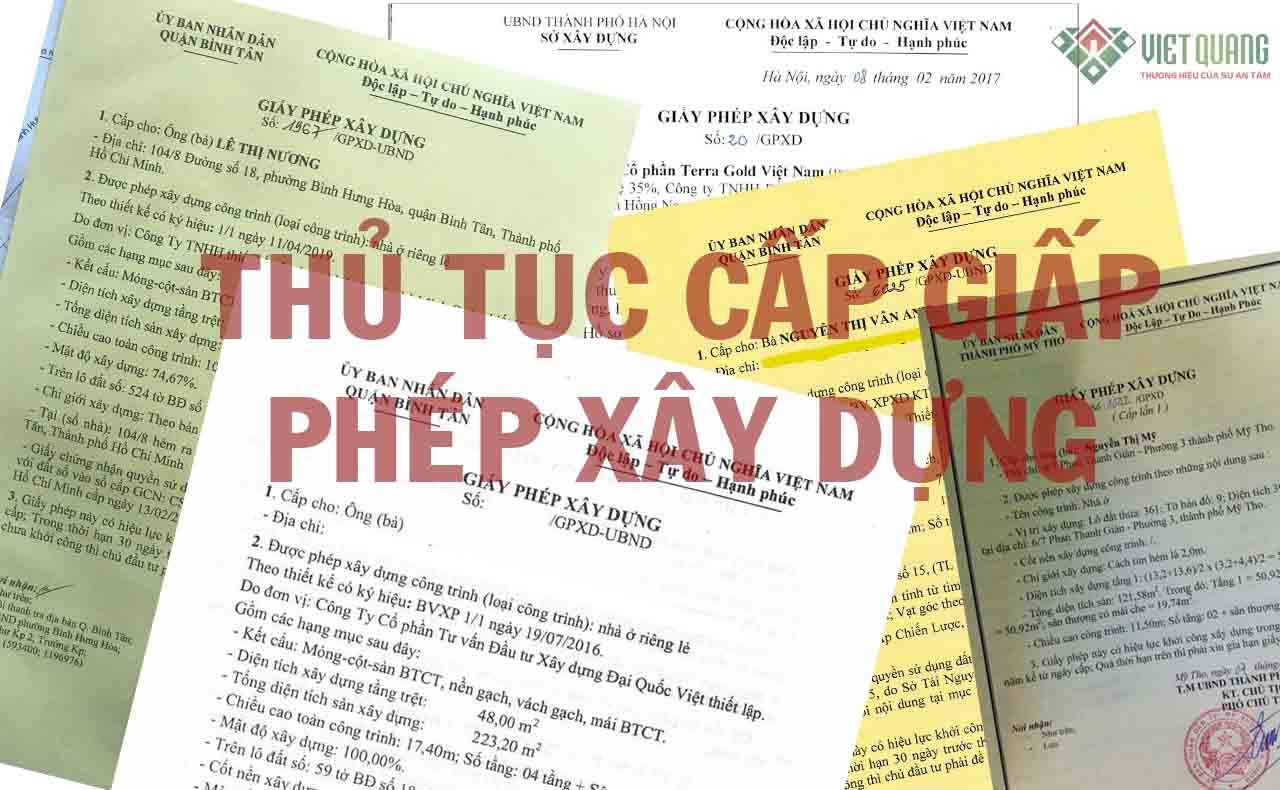 VIET QUANG
THƯƠNG HIỆU CỦA SỰ AN TÂM
THỦ TỤC CẤP GIẤP
PHÉP XÂY DỰNG
ỦY BAN NHÂN DÂN
QUẬN BÌNH TÂN
CỘNG HÒA XÃ HỘI CHỦ NGHĨA VIỆT NAM
Độc lập – Tự do – Hạnh phúc
GIẤY PHÉP XÂY DỰNG
Số: 1967 /GPXD-UBND
1. Cấp cho: Ông (bà) LÊ THỊ NƯƠNG
- Địa chỉ: 104/8 Đường số 18, phường Bình Hưng Hòa, quận Bình Tân, Thành phố
Hồ Chí Minh.
2. Được phép xây dựng công trình (loại công trình): nhà ở riêng lẻ
Theo thiết kế có ký hiệu: 1/1 ngày 11/04/2019
Do đơn vị: Công Ty TNHH thiế
Gồm các hạng mục sau đây:
- Kết cấu: Móng-cột-sàn BTCT
- Diện tích xây dựng tầng trệt:
- Tổng diện tích sàn xây dựng:
- Chiều cao toàn công trình: 10
- Mật độ xây dựng: 74,67%.
- Trên lô đất số: 524 tờ BĐ số
- Chỉ giới xây dựng: Theo bản
- Tại (số nhà): 104/8 hẻm
Tân, Thành phố Hồ Chí Minh
- Giấy chứng nhận quyền sử d
với đất số vào sổ cấp GCN: CS
Hồ Chí Minh cấp ngày 13/02/2
3. Giấy phép này có hiệu lực k
cấp; Trong thời hạn 30 ngày
chưa khởi công thì chủ đầu tư p
i nhận:
hư trên;
i thanh tra địa bàn Q. Bình Tân;
BND phường Bình Hưng Hòa;
hư Kp 2, Trưởng Kp;
(593400; 1196976)
UBND THÀNH PHỐ HÀ NỘI
SỞ XÂY DỰNG
CỘNG HÒA XÃ HỘI CHỦ NGHĨA VIỆT NAM
Độc lập - Tự do - Hạnh phúc
Hà Nội, ngày 08 tháng 02 năm 2017
GIẤY PHÉP XÂY DỰNG
Số: 20 /GPXD
Cổ phần Terra Gold Việt Nam
35%, Công ty TNHH
ỦY BAN NHÂN DÂN
QUẬN BÌNH TÂN
CỘNG HÒA XÃ HỘI CHỦ NGHĨA VIỆT NAM
Độc lập – Tự do – Hạnh phúc
GIẤY PHÉP XÂY DỰNG
Số: 6025 /GPXD-UBND
1. Cấp cho: Bà NGUYỄN THỊ VÂN AN
Địa chỉ:
dựng công trình (loại c
ỦY BAN NHÂN DÂN
QUẬN BÌNH TÂN
CỘNG HÒA XÃ HỘI CHỦ NGHĨA VIỆT NAM
Độc lập – Tự do – Hạnh phúc
GIẤY PHÉP XÂY DỰNG
Số: /GPXD-UBND
1. Cấp cho: Ông (bà)
- Địa chỉ:
2. Được phép xây dựng công trình (loại công trình): nhà ở riêng lẻ
Theo thiết kế có ký hiệu: BVXP 1/1 ngày 19/07/2016.
Do đơn vị: Công Ty Cổ phần Tư vấn Đầu tư Xây dựng Đại Quốc Việt thiết lập.
Gồm các hạng mục sau đây:
- Kết cấu: Móng-cột-sàn BTCT, nền gạch, vách gạch, mái BTCT.
- Diện tích xây dựng tầng trệt: 48,00 m²
- Tổng diện tích sàn xây dựng: 223,20 m²
- Chiều cao toàn công trình: 17,40m; Số tầng: 04 tầng + S
- Mật độ xây dựng: 100,00%.
- Trên lô đất số: 59 tờ BĐ số
- Cốt nền xây dựn
số 15, (TL
tính từ tim
; Vạt góc theo
ấp Chiến Lược,
quyền sử dụng đất
5, do Sở Tài Nguy
nội dung tại mục
này có hiệu lực khởi côn
hời hạn 30 ngày trước th
công thì chủ đầu tư phải đề
ỦY BAN NHÂN DÂN
THÀNH PHỐ MỸ THO
CỘNG HÒA XÃ HỘI CHỦ NGHĨA VIỆT NAM
Độc Lập - Tự Do - Hạnh Phúc
GIẤY PHÉP XÂY DỰNG
/GPXD
( Cấp lần 1 )
Nguyễn Thị Mỹ
Phan Thanh Giản - Phường 3 thành phố Mỹ Tho.
2. Được phép xây dựng công trình theo những nội dung sau :
- Tên công trình: Nhà ở
- Vị trí xây dựng: Lô đất thửa: 361; Tờ bản đồ: 9; Diện tích 3
tại địa chỉ: 6/7 Phan Thanh Giản - Phường 3, thành phố Mỹ Tho.
- Cốt nền xây dựng công trình: /.
- Chỉ giới xây dựng: Cách tim hẻm là 2,0m.
- Diện tích xây dựng tầng 1: (13,2+13,6)/2 x (3,2+4,4)/2 =
- Tổng diện tích sàn: 121,58m². Trong đó: Tầng 1 = 50,92
= 50,92m², sân thượng có mái che = 19,74m²
- Chiều cao công trình: 11,50m; Số tầng: 02 + sân thượng
3. Giấy phép này có hiệu lực khởi công xây dựng trong
năm kể từ ngày cấp; Quá thời hạn trên thì phải xin gia hạn giấ
Mỹ Tho, ngày
T.M UBND THÀNH P
KT. CHỦ T
PHÓ CHỦ T
Nơi nhận:
- Như trên,
- Lưu